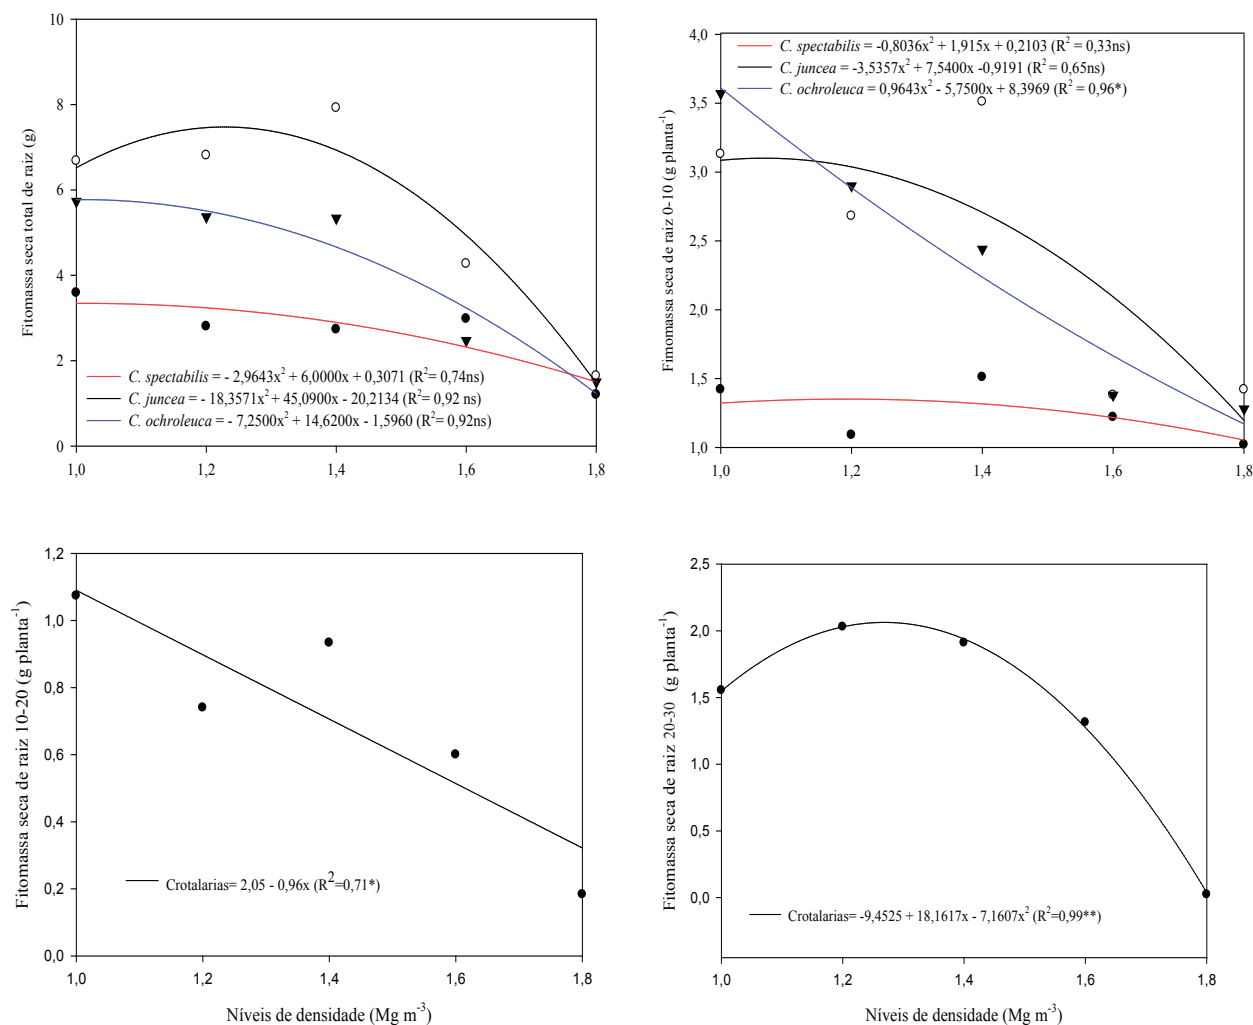 10
8
6
4
2
0
Fitomassa seca total de raiz (g)
C. spectabilis = - 2,9643x² + 6,0000x + 0,3071 (R²= 0,74ns)
C. juncea = - 18,3571x² + 45,0900x - 20,2134 (R²= 0,92 ns)
C. ochroleuca = - 7,2500x² + 14,6200x - 1,5960 (R²= 0,92ns)
1,0 1,2 1,4 1,6 1,8
4,0
3,5
3,0
2,5
2,0
1,5
1,0
Fimomassa seca de raiz 0-10 (g planta⁻¹)
C. spectabilis = -0,8036x² + 1,915x + 0,2103 (R² = 0,33ns)
C. juncea = -3,5357x² + 7,5400x -0,9191 (R² = 0,65ns)
C. ochroleuca = 0,9643x² - 5,7500x + 8,3969 (R² = 0,96*)
1,0 1,2 1,4 1,6 1,8
1,2
1,0
0,8
0,6
0,4
0,2
0,0
Fitomassa seca de raiz 10-20 (g planta⁻¹)
Crotalarias= 2,05 - 0,96x (R²=0,71*)
1,0 1,2 1,4 1,6 1,8
Níveis de densidade (Mg m⁻³)
2,5
2,0
1,5
1,0
0,5
0,0
Fitomassa seca de raiz 20-30 (g planta⁻¹)
Crotalarias= -9,4525 + 18,1617x - 7,1607x² (R²=0,99**)
1,0 1,2 1,4 1,6 1,8
Níveis de densidade (Mg m⁻³)